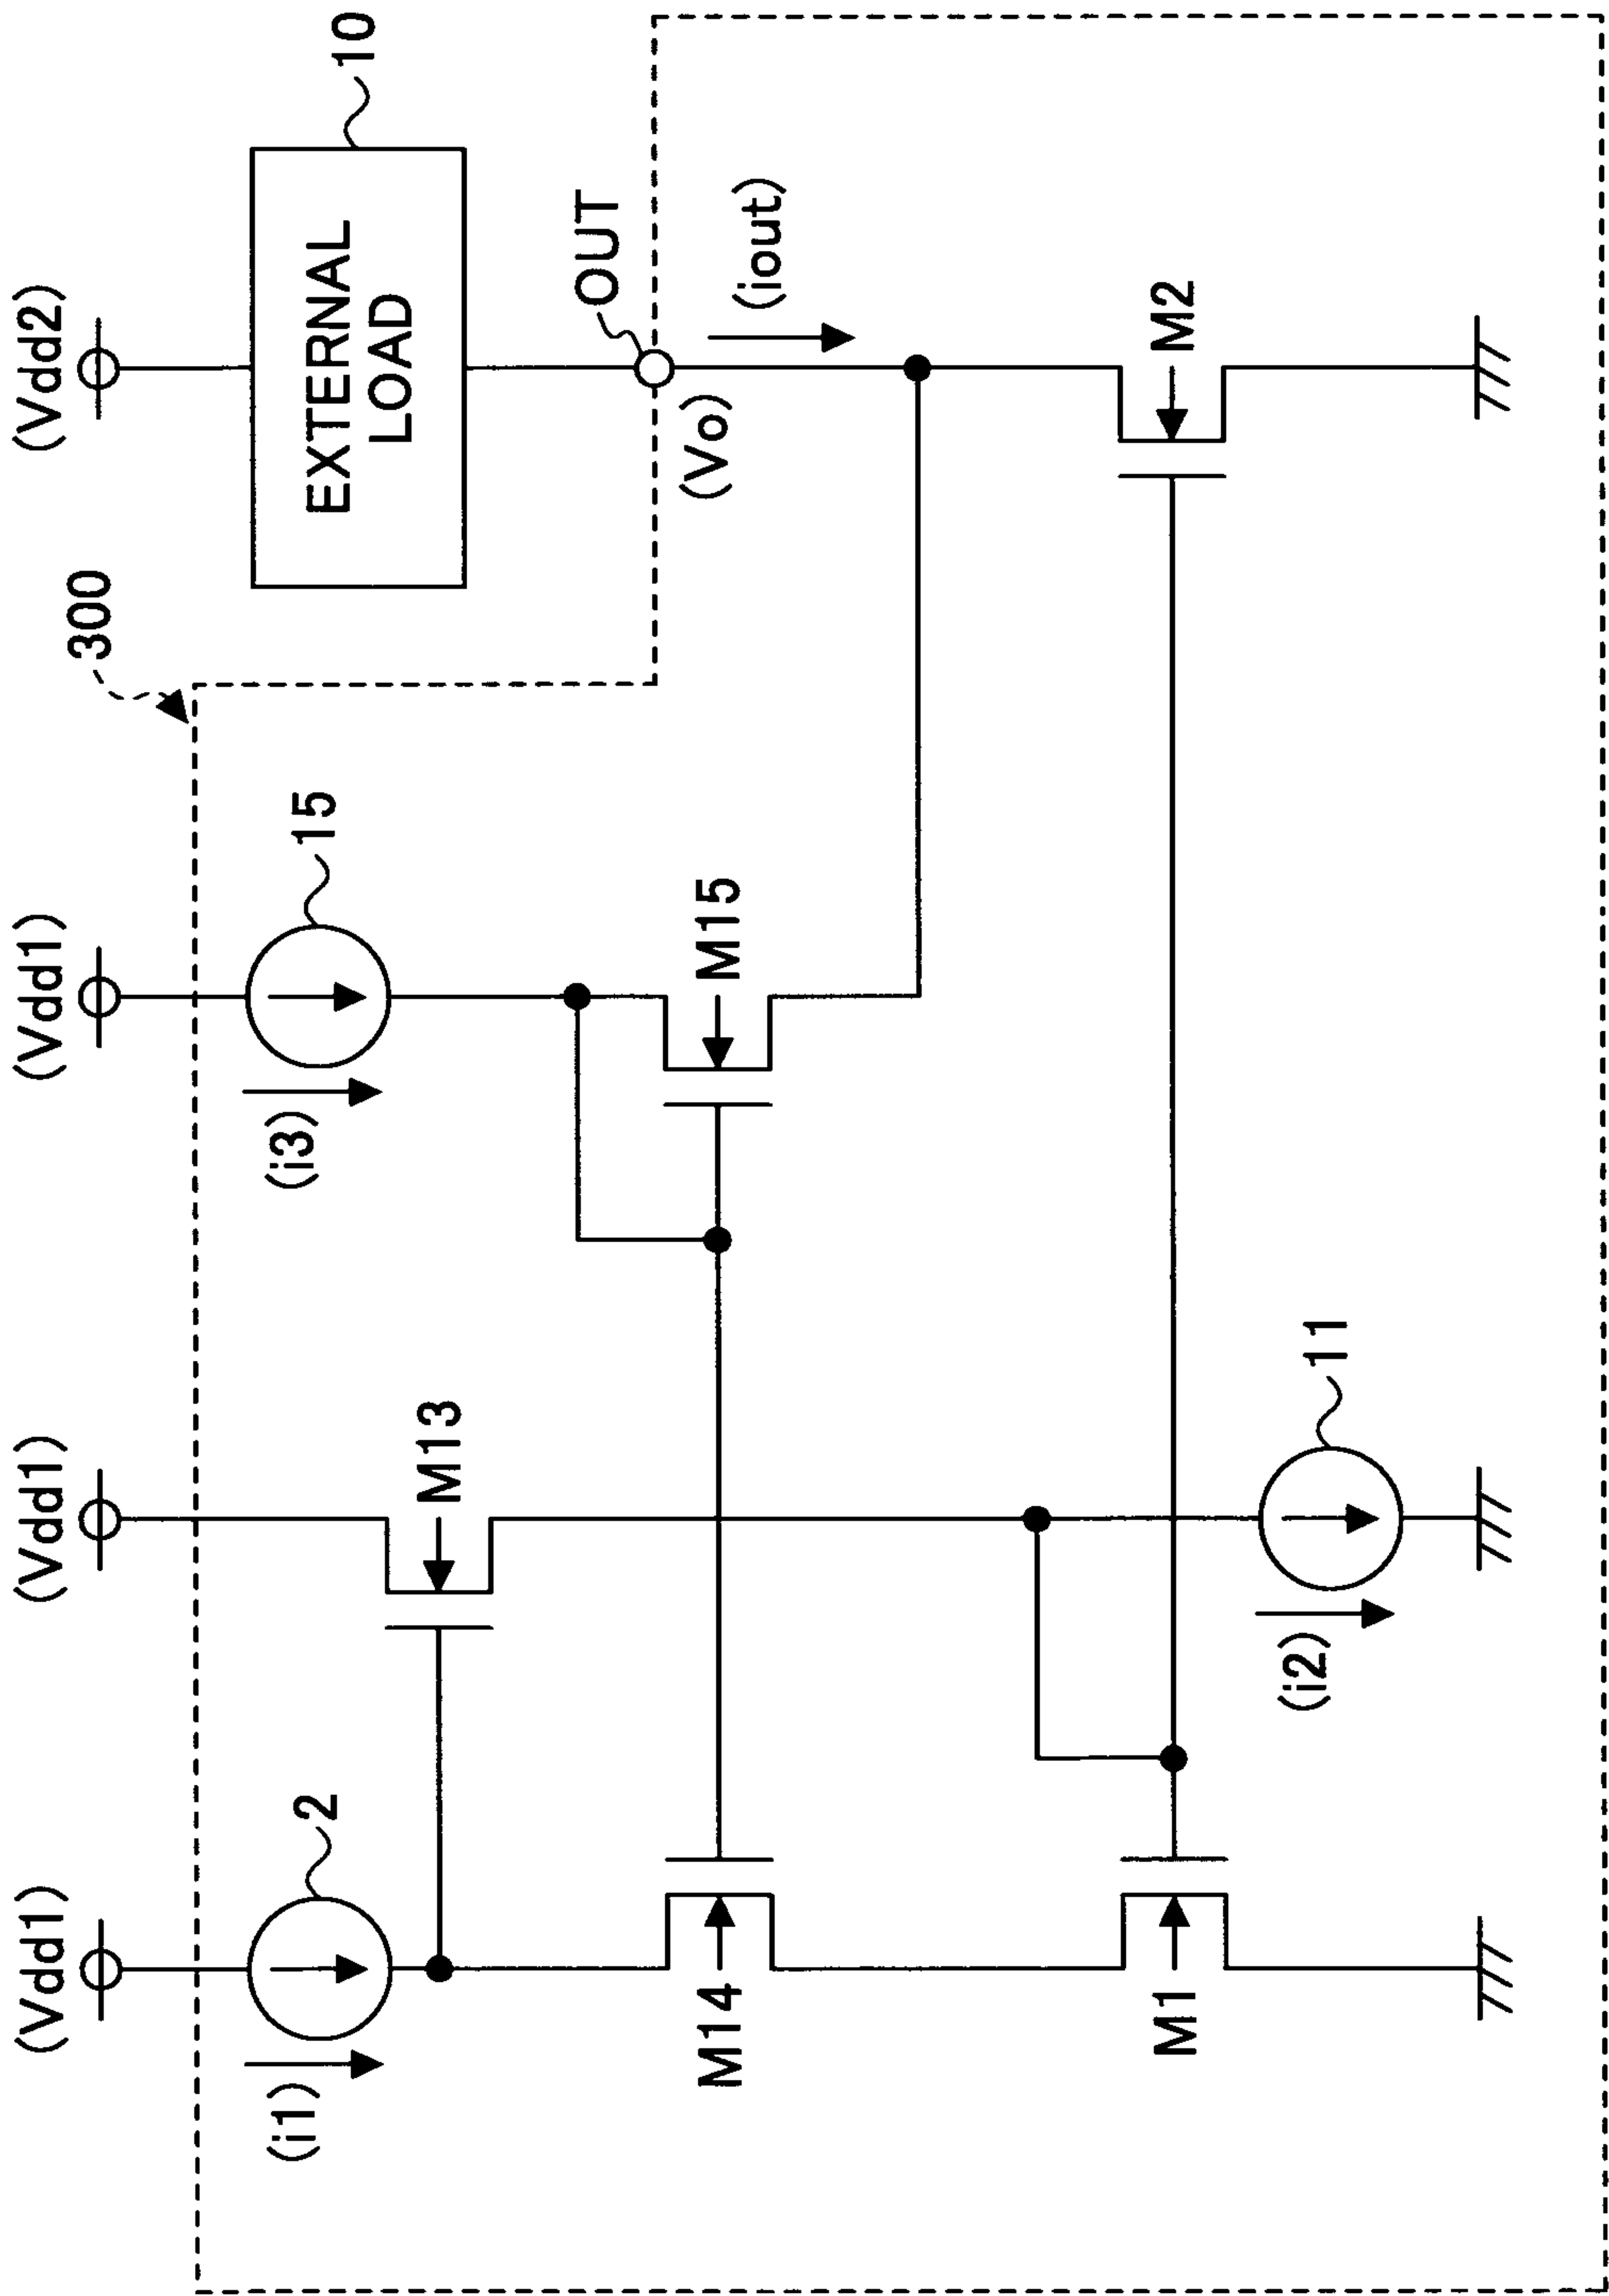 (Vdd1)
(Vdd1)
(Vdd1)
(Vdd2)
300
2
15
EXTERNAL
LOAD
10
(i1)
(i3)
M13
OUT
(Vo)
(iout)
M14
M15
M1
M2
(i2)
11